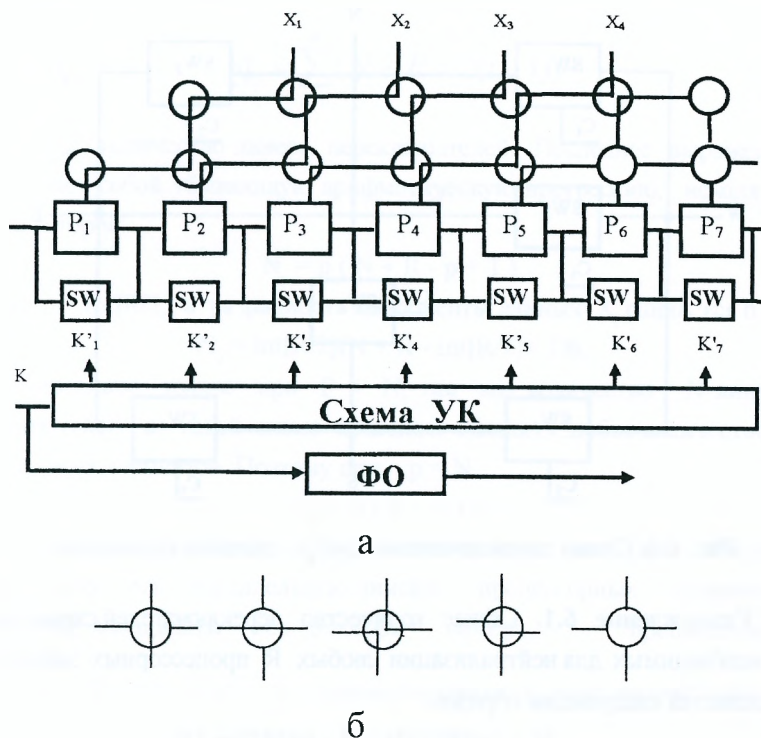 X₁ X₂ X₃ X₄
P₁ P₂ P₃ P₄ P₅ P₆ P₇
SW SW SW SW SW SW SW
K’₁ K’₂ K'₃ K'₄ K’₅ K'₆ K'₇
K
Схема УК
ФО
а
б